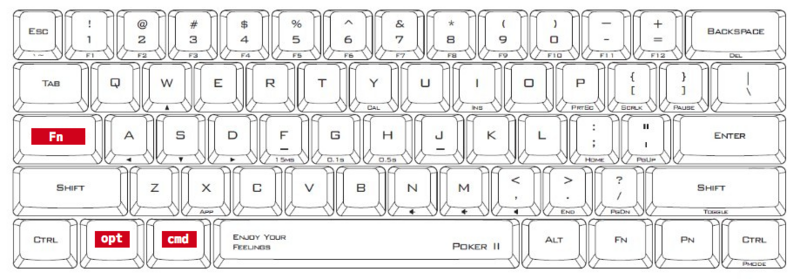 ESC ! 1 F1 @ 2 F2 # 3 F3 $ 4 F4 % 5 F5 ^ 6 F6 & 7 F7 * 8 F8 ( 9 F9 ) 0 F10 — - F11 + = F12 BACKSPACE DEL
TAB Q W ▲ E R T Y CAL U I INS O P PRTSC { [ SCRLK } ] PAUSE | \
Fn A ◄ S ▼ D ► F 15MS G 0.1S H 0.5S J K L : ; HOME " ' PGUP ENTER
SHIFT Z X APP C V B N M < , > . END ? / PGDN SHIFT TOGGLE
CTRL opt cmd ENJOY YOUR FEELINGS POKER II ALT FN PN CTRL PMODE